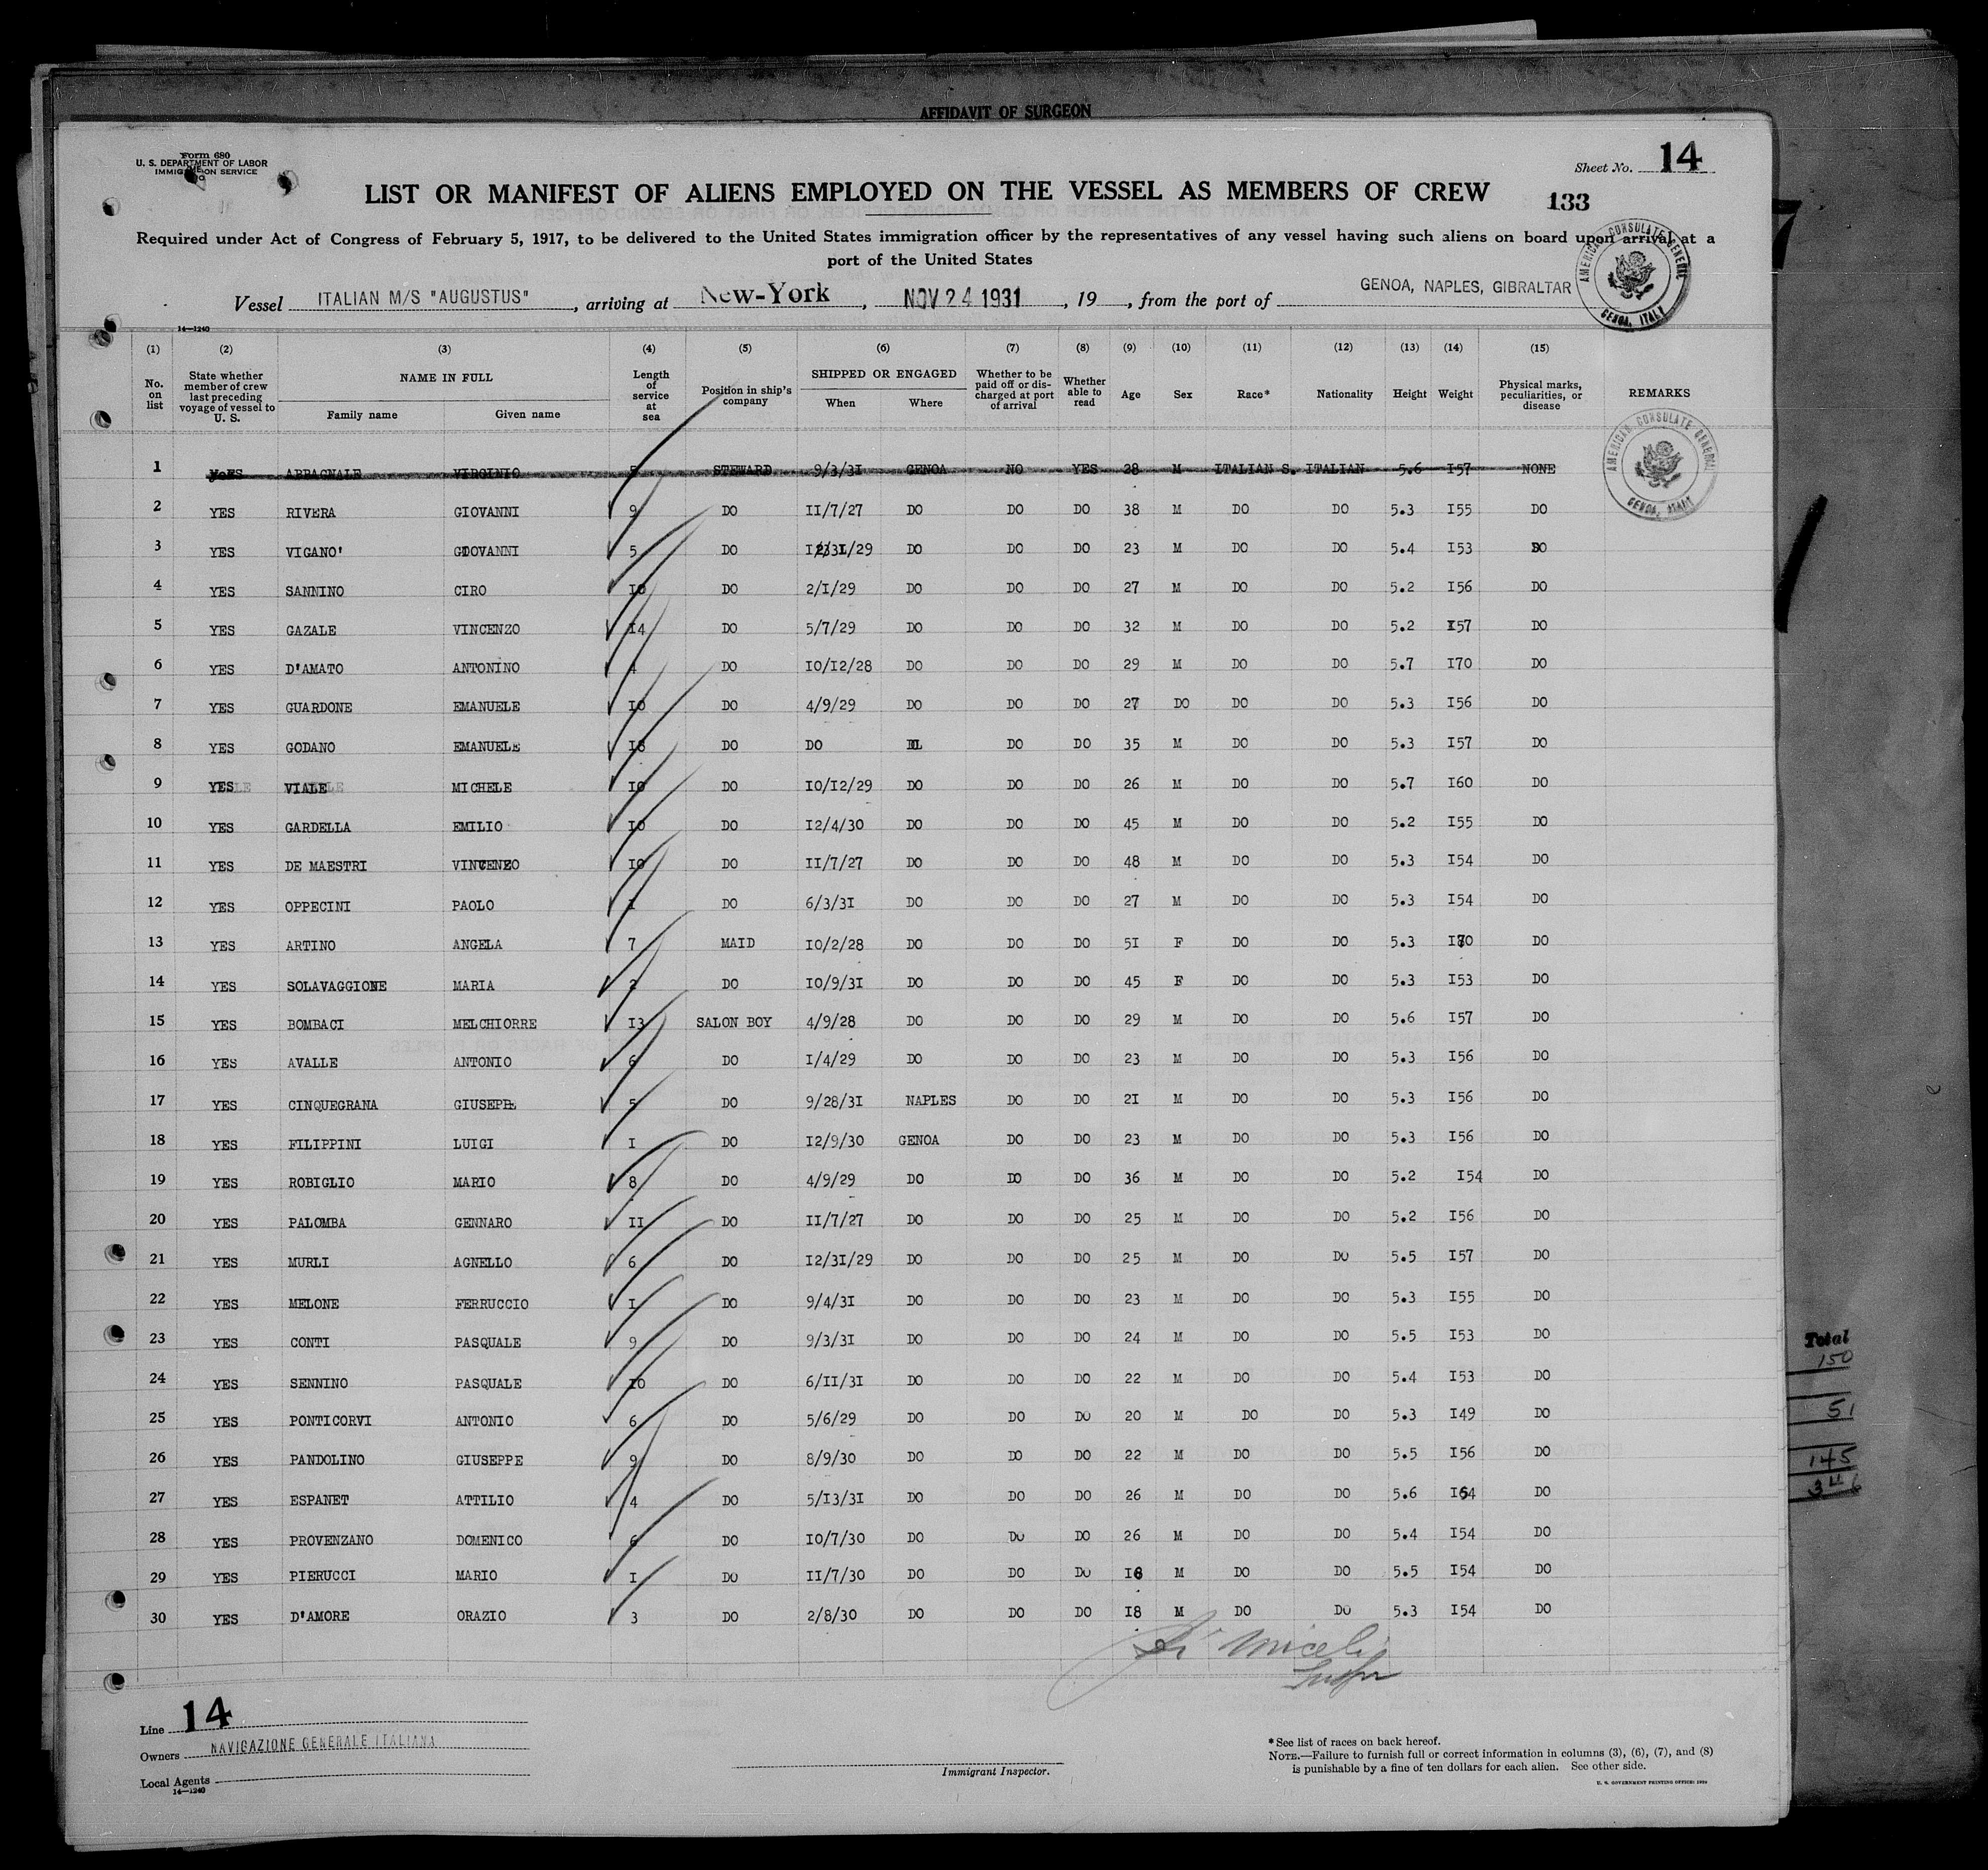 AFFIDAVIT OF SURGEON
Form 680
U. S. DEPARTMENT OF LABOR
IMMIGRATION SERVICE
Sheet No. 14
LIST OR MANIFEST OF ALIENS EMPLOYED ON THE VESSEL AS MEMBERS OF CREW
133
Required under Act of Congress of February 5, 1917, to be delivered to the United States immigration officer by the representatives of any vessel having such aliens on board upon arrival at a
port of the United States
Vessel ITALIAN M/S "AUGUSTUS", arriving at New-York, NOV 24 1931, 19 , from the port of GENOA, NAPLES, GIBRALTAR
AMERICAN CONSULATE GENERAL GENOA, ITALY
14—1240
(1) (2) (3) (4) (5) (6) (7) (8) (9) (10) (11) (12) (13) (14) (15)
No. on list State whether member of crew last preceding voyage of vessel to U. S. NAME IN FULL Family name Given name Length of service at sea Position in ship's company SHIPPED OR ENGAGED When Where Whether to be paid off or discharged at port of arrival Whether able to read Age Sex Race* Nationality Height Weight Physical marks, peculiarities, or disease REMARKS
AMERICAN CONSULATE GENERAL GENOA, ITALY
1 YES ABBAGNALE VIRGINIO 5 STEWARD 9/3/31 GENOA NO YES 28 M ITALIAN S. ITALIAN 5.6 157 NONE
2 YES RIVERA GIOVANNI 9 DO 11/7/27 DO DO DO 38 M DO DO 5.3 155 DO
3 YES VIGANO' GIOVANNI 5 DO 12/31/29 DO DO DO 23 M DO DO 5.4 153 DO
4 YES SANNINO CIRO 10 DO 2/1/29 DO DO DO 27 M DO DO 5.2 156 DO
5 YES GAZALE VINCENZO 14 DO 5/7/29 DO DO DO 32 M DO DO 5.2 157 DO
6 YES D'AMATO ANTONINO 4 DO 10/12/28 DO DO DO 29 M DO DO 5.7 170 DO
7 YES GUARDONE EMANUELE 10 DO 4/9/29 DO DO DO 27 DO DO DO 5.3 156 DO
8 YES GODANO EMANUELE 18 DO DO DO DO 35 M DO DO 5.3 157 DO
9 YES VIALE MICHELE 10 DO 10/12/29 DO DO DO 26 M DO DO 5.7 160 DO
10 YES GARDELLA EMILIO 10 DO 12/4/30 DO DO DO 45 M DO DO 5.2 155 DO
11 YES DE MAESTRI VINCENZO 10 DO 11/7/27 DO DO DO 48 M DO DO 5.3 154 DO
12 YES OPPECINI PAOLO 1 DO 6/3/31 DO DO DO 27 M DO DO 5.3 154 DO
13 YES ARTINO ANGELA 7 MAID 10/2/28 DO DO DO 51 F DO DO 5.3 DO
14 YES SOLAVAGGIONE MARIA 2 DO 10/9/31 DO DO DO 45 F DO DO 5.3 153 DO
15 YES BOMBACI MELCHIORRE 13 SALON BOY 4/9/28 DO DO DO 29 M DO DO 5.6 157 DO
16 YES AVALLE ANTONIO 6 DO 1/4/29 DO DO DO 23 M DO DO 5.3 156 DO
17 YES CINQUEGRANA GIUSEPPE 5 DO 9/28/31 NAPLES DO DO 21 M DO DO 5.3 156 DO
18 YES FILIPPINI LUIGI 1 DO 12/9/30 GENOA DO DO 23 M DO DO 5.3 156 DO
19 YES ROBIGLIO MARIO 8 DO 4/9/29 DO DO DO 36 M DO DO 5.2 154 DO
20 YES PALOMBA GENNARO 11 DO 11/7/27 DO DO DO 25 M DO DO 5.2 156 DO
21 YES MURLI AGNELLO 6 DO 12/31/29 DO DO DO 25 M DO DO 5.5 157 DO
22 YES MELONE FERRUCCIO 1 DO 9/4/31 DO DO DO 23 M DO DO 5.3 155 DO
23 YES CONTI PASQUALE 9 DO 9/3/31 DO DO DO 24 M DO DO 5.5 153 DO
24 YES SENNINO PASQUALE 10 DO 6/11/31 DO DO DO 22 M DO DO 5.4 153 DO
25 YES PONTICORVI ANTONIO 6 DO 5/6/29 DO DO DO 20 M DO DO 5.3 149 DO
26 YES PANDOLINO GIUSEPPE 9 DO 8/9/30 DO DO DO 22 M DO DO 5.5 156 DO
27 YES ESPANET ATTILIO 4 DO 5/13/31 DO DO DO 26 M DO DO 5.6 DO
28 YES PROVENZANO DOMENICO 6 DO 10/7/30 DO DO DO 26 M DO DO 5.4 154 DO
29 YES PIERUCCI MARIO 1 DO 11/7/30 DO DO DO M DO DO 5.5 154 DO
30 YES D'AMORE ORAZIO 3 DO 2/8/30 DO DO DO 18 M DO DO 5.3 154 DO
Total
150
51
145
346
Di Miceli
Line 14
Owners NAVIGAZIONE GENERALE ITALIANA
Local Agents
14—1240
Immigrant Inspector.
*See list of races on back hereof.
NOTE.—Failure to furnish full or correct information in columns (3), (6), (7), and (8)
is punishable by a fine of ten dollars for each alien. See other side.